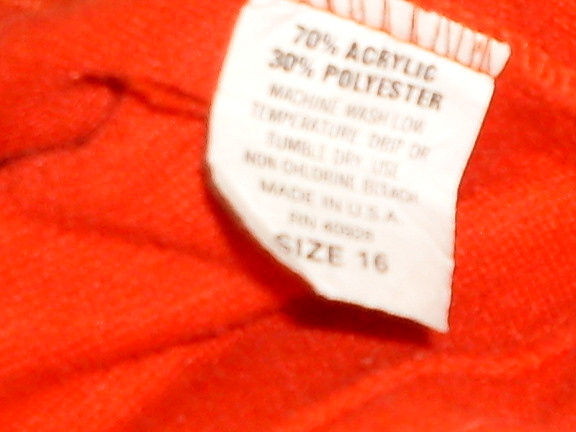 70% ACRYLIC
30% POLYESTER
MACHINE WASH LOW
TEMPERATURE DRIP OR
TUMBLE DRY. USE
NON CHLORINE BLEACH
MADE IN U.S.A.
RN
SIZE 16